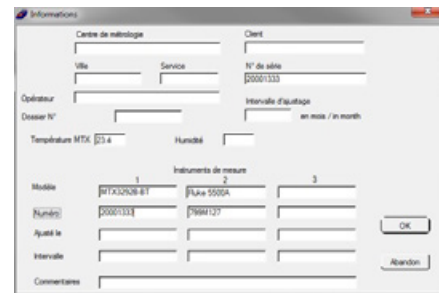 Informations
Centre de métrologie Client
Ville Service N° de série
20001333
Opérateur Intervalle d'ajustage
Dossier N° en mois / in month
Température MTX 23.4 Humidité
Instruments de mesure
1 2 3
Modèle MTX3292B-BT Fluke 5500A
Numéro 20001333 799M127
Ajusté le OK
Intervalle Abandon
Commentaires